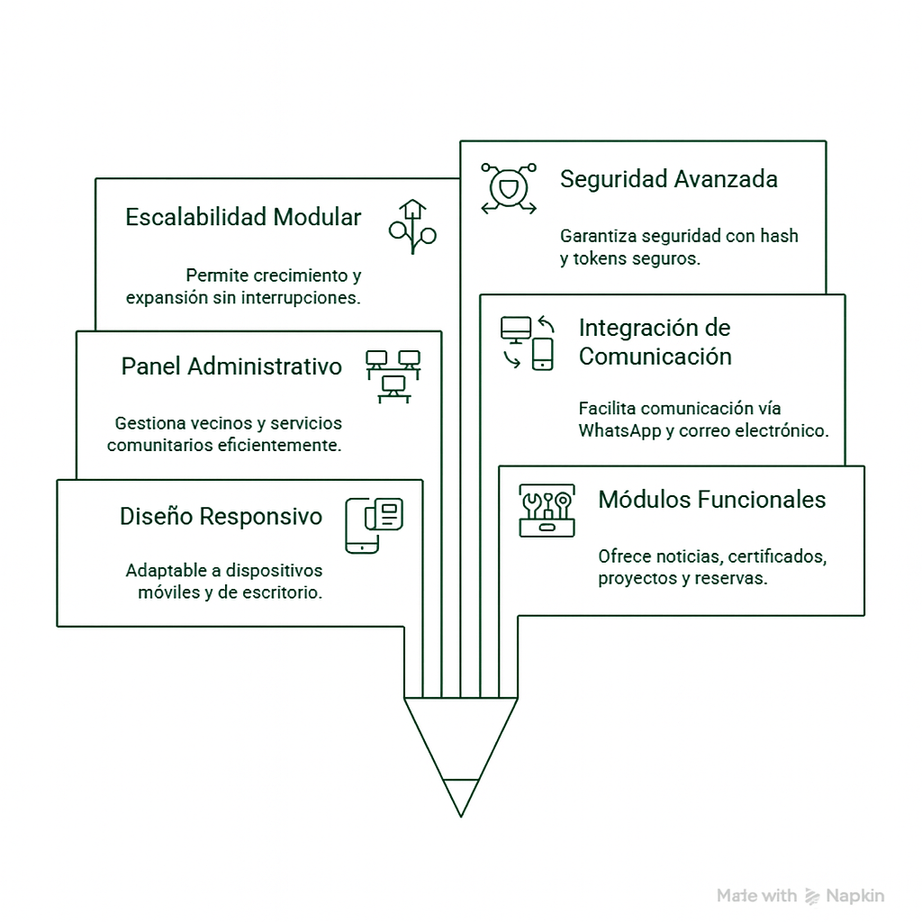 Escalabilidad Modular
Permite crecimiento y
expansión sin interrupciones.
Panel Administrativo
Gestiona vecinos y servicios
comunitarios eficientemente.
Diseño Responsivo
Adaptable a dispositivos
móviles y de escritorio.
Seguridad Avanzada
Garantiza seguridad con hash
y tokens seguros.
Integración de
Comunicación
Facilita comunicación vía
WhatsApp y correo electrónico.
Módulos Funcionales
Ofrece noticias, certificados,
proyectos y reservas.
Made with Napkin